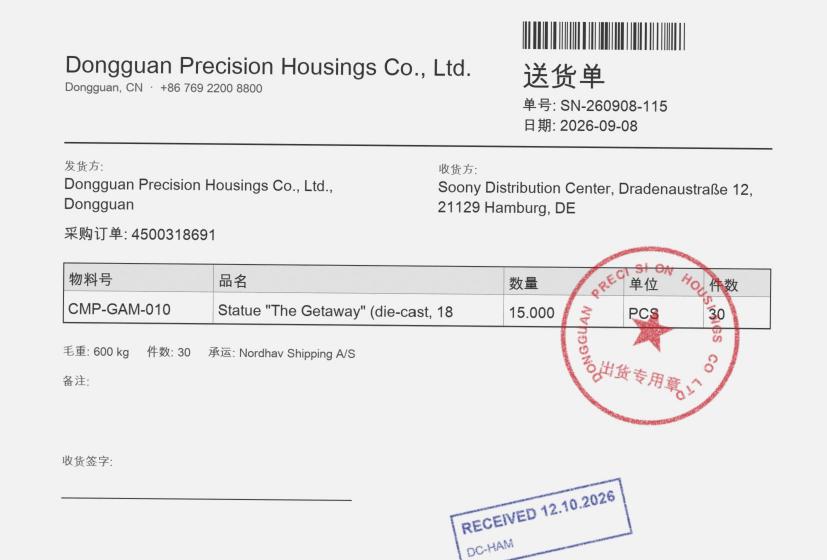 Dongguan Precision Housings Co., Ltd.
Dongguan, CN · +86 769 2200 8800
送货单
单号: SN-260908-115
日期: 2026-09-08
发货方:
Dongguan Precision Housings Co., Ltd.,
Dongguan
收货方:
Soony Distribution Center, Dradenaustraße 12,
21129 Hamburg, DE
采购订单: 4500318691
物料号 品名 数量 单位 件数
CMP-GAM-010 Statue "The Getaway" (die-cast, 18 15.000 PCS 30
毛重: 600 kg 件数: 30 承运: Nordhav Shipping A/S
备注:
收货签字:
DONGGUAN PRECISION HOUSINGS CO LTD
出货专用章
RECEIVED 12.10.2026
DC-HAM